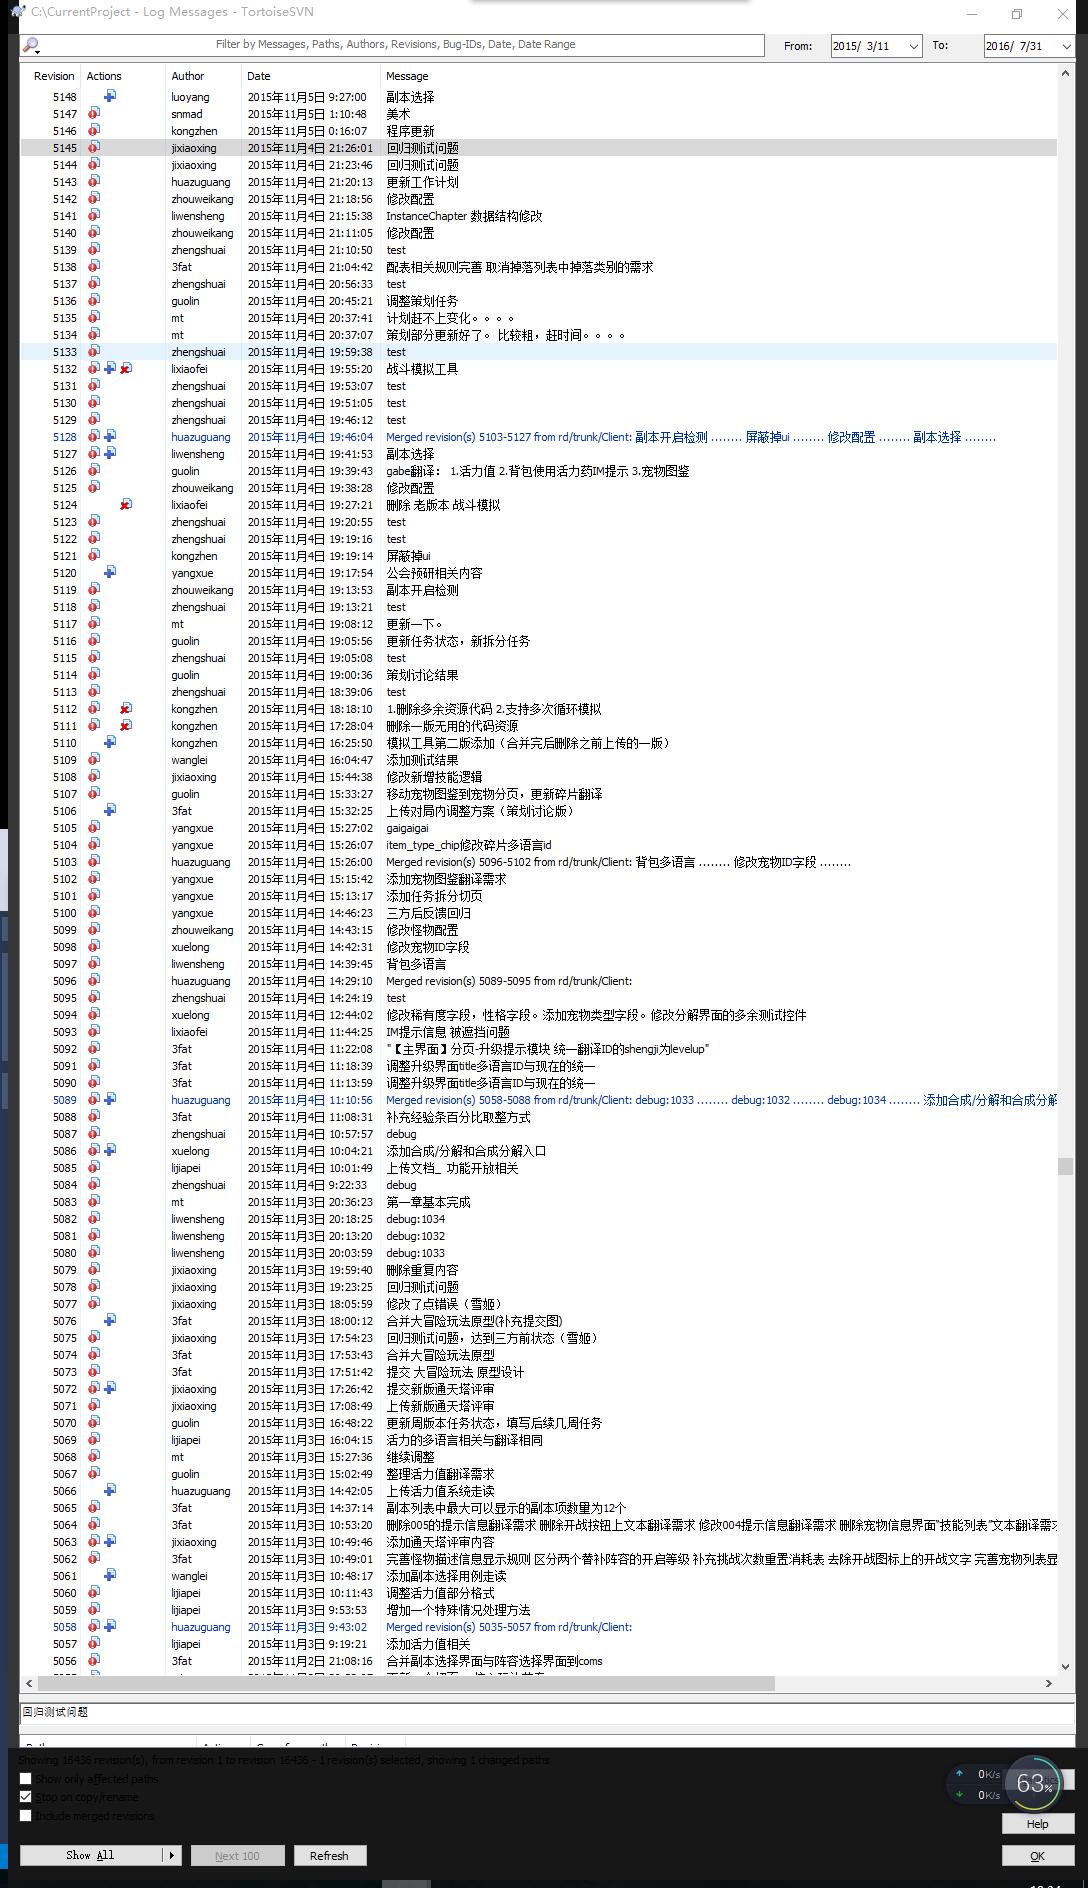 C:\CurrentProject - Log Messages - TortoiseSVN
Filter by Messages, Paths, Authors, Revisions, Bug-IDs, Date, Date Range From: 2015/ 3/11 To: 2016/ 7/31
Revision Actions Author Date Message
5148 luoyang 2015年11月5日 9:27:00 副本选择
5147 snmad 2015年11月5日 1:10:48 美术
5146 kongzhen 2015年11月5日 0:16:07 程序更新
5145 jixiaoxing 2015年11月4日 21:26:01 回归测试问题
5144 jixiaoxing 2015年11月4日 21:23:46 回归测试问题
5143 huazuguang 2015年11月4日 21:20:13 更新工作计划
5142 zhouweikang 2015年11月4日 21:18:56 修改配置
5141 liwensheng 2015年11月4日 21:15:38 InstanceChapter 数据结构修改
5140 zhouweikang 2015年11月4日 21:11:05 修改配置
5139 zhengshuai 2015年11月4日 21:10:50 test
5138 3fat 2015年11月4日 21:04:42 配表相关规则完善 取消掉落列表中掉落类别的需求
5137 zhengshuai 2015年11月4日 20:56:33 test
5136 guolin 2015年11月4日 20:45:21 调整策划任务
5135 mt 2015年11月4日 20:37:41 计划赶不上变化。。。。
5134 mt 2015年11月4日 20:37:07 策划部分更新好了。 比较粗，赶时间。。。。
5133 zhengshuai 2015年11月4日 19:59:38 test
5132 lixiaofei 2015年11月4日 19:55:20 战斗模拟工具
5131 zhengshuai 2015年11月4日 19:53:07 test
5130 zhengshuai 2015年11月4日 19:51:05 test
5129 zhengshuai 2015年11月4日 19:46:12 test
5128 huazuguang 2015年11月4日 19:46:04 Merged revision(s) 5103-5127 from rd/trunk/Client: 副本开启检测 ........ 屏蔽掉ui ........ 修改配置 ........ 副本选择 ........
5127 liwensheng 2015年11月4日 19:41:53 副本选择
5126 guolin 2015年11月4日 19:39:43 gabe翻译： 1.活力值 2.背包使用活力药IM提示 3.宠物图鉴
5125 zhouweikang 2015年11月4日 19:38:28 修改配置
5124 lixiaofei 2015年11月4日 19:27:21 删除 老版本 战斗模拟
5123 zhengshuai 2015年11月4日 19:20:55 test
5122 zhengshuai 2015年11月4日 19:19:16 test
5121 kongzhen 2015年11月4日 19:19:14 屏蔽掉ui
5120 yangxue 2015年11月4日 19:17:54 公会预研相关内容
5119 zhouweikang 2015年11月4日 19:13:53 副本开启检测
5118 zhengshuai 2015年11月4日 19:13:21 test
5117 mt 2015年11月4日 19:08:12 更新一下。
5116 guolin 2015年11月4日 19:05:56 更新任务状态，新拆分任务
5115 zhengshuai 2015年11月4日 19:05:08 test
5114 guolin 2015年11月4日 19:00:36 策划讨论结果
5113 zhengshuai 2015年11月4日 18:39:06 test
5112 kongzhen 2015年11月4日 18:18:10 1.删除多余资源代码 2.支持多次循环模拟
5111 kongzhen 2015年11月4日 17:28:04 删除一版无用的代码资源
5110 kongzhen 2015年11月4日 16:25:50 模拟工具第二版添加（合并完后删除之前上传的一版）
5109 wanglei 2015年11月4日 16:04:47 添加测试结果
5108 jixiaoxing 2015年11月4日 15:44:38 修改新增技能逻辑
5107 guolin 2015年11月4日 15:33:27 移动宠物图鉴到宠物分页，更新碎片翻译
5106 3fat 2015年11月4日 15:32:25 上传对局内调整方案（策划讨论版）
5105 yangxue 2015年11月4日 15:27:02 gaigaigai
5104 yangxue 2015年11月4日 15:26:07 item_type_chip修改碎片多语言id
5103 huazuguang 2015年11月4日 15:26:00 Merged revision(s) 5096-5102 from rd/trunk/Client: 背包多语言 ........ 修改宠物ID字段 ........
5102 yangxue 2015年11月4日 15:15:42 添加宠物图鉴翻译需求
5101 yangxue 2015年11月4日 15:13:17 添加任务拆分切页
5100 yangxue 2015年11月4日 14:46:23 三方后反馈回归
5099 zhouweikang 2015年11月4日 14:43:15 修改怪物配置
5098 xuelong 2015年11月4日 14:42:31 修改宠物ID字段
5097 liwensheng 2015年11月4日 14:39:45 背包多语言
5096 huazuguang 2015年11月4日 14:29:10 Merged revision(s) 5089-5095 from rd/trunk/Client:
5095 zhengshuai 2015年11月4日 14:24:19 test
5094 xuelong 2015年11月4日 12:44:02 修改稀有度字段，性格字段。添加宠物类型字段。修改分解界面的多余测试控件
5093 lixiaofei 2015年11月4日 11:44:25 IM提示信息 被遮挡问题
5092 3fat 2015年11月4日 11:22:08 "【主界面】分页-升级提示模块 统一翻译ID的shengji为levelup"
5091 3fat 2015年11月4日 11:18:39 调整升级界面title多语言ID与现在的统一
5090 3fat 2015年11月4日 11:13:59 调整升级界面title多语言ID与现在的统一
5089 huazuguang 2015年11月4日 11:10:56 Merged revision(s) 5058-5088 from rd/trunk/Client: debug:1033 ........ debug:1032 ........ debug:1034 ........ 添加合成/分解和合成分解
5088 3fat 2015年11月4日 11:08:31 补充经验条百分比取整方式
5087 zhengshuai 2015年11月4日 10:57:57 debug
5086 xuelong 2015年11月4日 10:04:21 添加合成/分解和合成分解入口
5085 lijiapei 2015年11月4日 10:01:49 上传文档_ 功能开放相关
5084 zhengshuai 2015年11月4日 9:22:33 debug
5083 mt 2015年11月3日 20:36:23 第一章基本完成
5082 liwensheng 2015年11月3日 20:18:25 debug:1034
5081 liwensheng 2015年11月3日 20:13:20 debug:1032
5080 liwensheng 2015年11月3日 20:03:59 debug:1033
5079 jixiaoxing 2015年11月3日 19:59:40 删除重复内容
5078 jixiaoxing 2015年11月3日 19:23:25 回归测试问题
5077 jixiaoxing 2015年11月3日 18:05:59 修改了点错误（雪姬）
5076 3fat 2015年11月3日 18:00:12 合并大冒险玩法原型(补充提交图)
5075 jixiaoxing 2015年11月3日 17:54:23 回归测试问题，达到三方前状态（雪姬）
5074 3fat 2015年11月3日 17:53:43 合并大冒险玩法原型
5073 3fat 2015年11月3日 17:51:42 提交 大冒险玩法 原型设计
5072 jixiaoxing 2015年11月3日 17:26:42 提交新版通天塔评审
5071 jixiaoxing 2015年11月3日 17:08:49 上传新版通天塔评审
5070 guolin 2015年11月3日 16:48:22 更新周版本任务状态，填写后续几周任务
5069 lijiapei 2015年11月3日 16:04:15 活力的多语言相关与翻译相同
5068 mt 2015年11月3日 15:27:36 继续调整
5067 guolin 2015年11月3日 15:02:49 整理活力值翻译需求
5066 huazuguang 2015年11月3日 14:42:05 上传活力值系统走读
5065 3fat 2015年11月3日 14:37:14 副本列表中最大可以显示的副本项数量为12个
5064 3fat 2015年11月3日 10:53:20 删除005的提示信息翻译需求 删除开战按钮上文本翻译需求 修改004提示信息翻译需求 删除宠物信息界面"技能列表"文本翻译需求
5063 jixiaoxing 2015年11月3日 10:49:46 添加通天塔评审内容
5062 3fat 2015年11月3日 10:49:01 完善怪物描述信息显示规则 区分两个替补阵容的开启等级 补充挑战次数重置消耗表 去除开战图标上的开战文字 完善宠物列表显
5061 wanglei 2015年11月3日 10:48:17 添加副本选择用例走读
5060 lijiapei 2015年11月3日 10:11:43 调整活力值部分格式
5059 lijiapei 2015年11月3日 9:53:53 增加一个特殊情况处理方法
5058 huazuguang 2015年11月3日 9:43:02 Merged revision(s) 5035-5057 from rd/trunk/Client:
5057 lijiapei 2015年11月3日 9:19:21 添加活力值相关
5056 3fat 2015年11月2日 21:08:16 合并副本选择界面与阵容选择界面到coms
回归测试问题
Showing 16436 revision(s), from revision 1 to revision 16436 - 1 revision(s) selected, showing 1 changed paths
Show only affected paths
Stop on copy/rename
Include merged revisions
0K/s
0K/s
63%
Help
Show All Next 100 Refresh OK